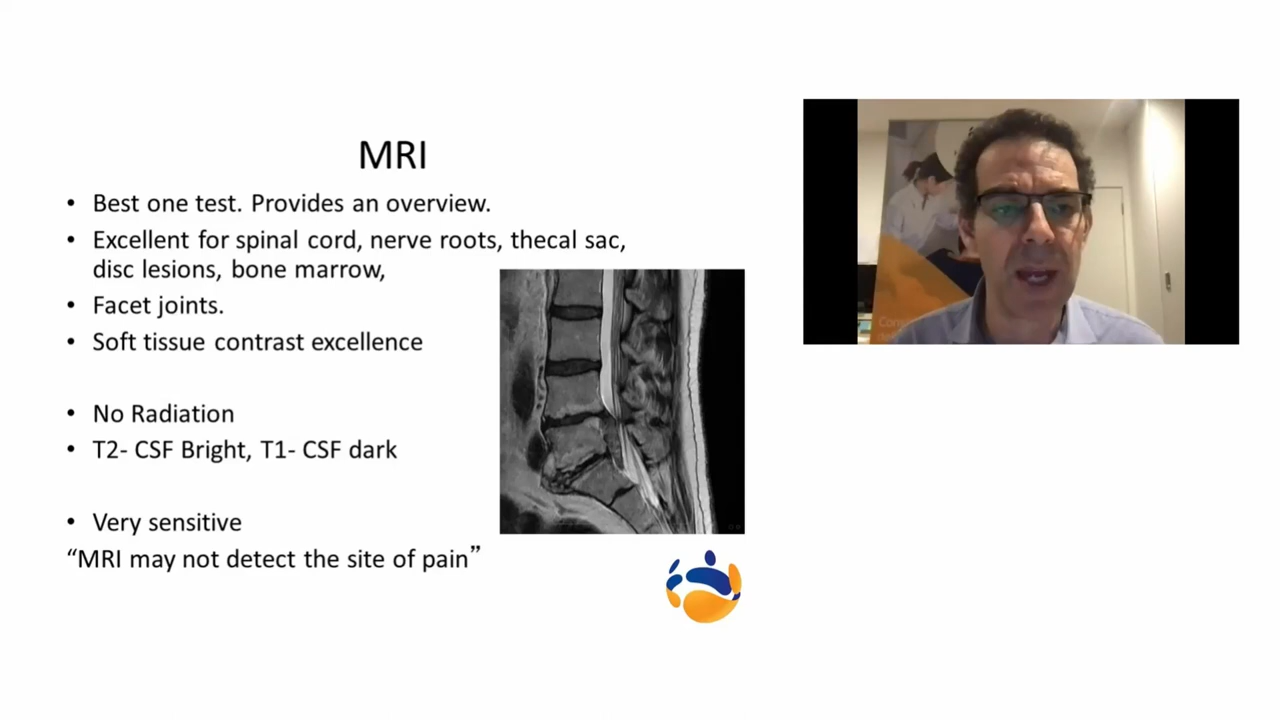 MRI
• Best one test. Provides an overview.
• Excellent for spinal cord, nerve roots, thecal sac,
disc lesions, bone marrow,
• Facet joints.
• Soft tissue contrast excellence
• No Radiation
• T2- CSF Bright, T1- CSF dark
• Very sensitive
“MRI may not detect the site of pain”